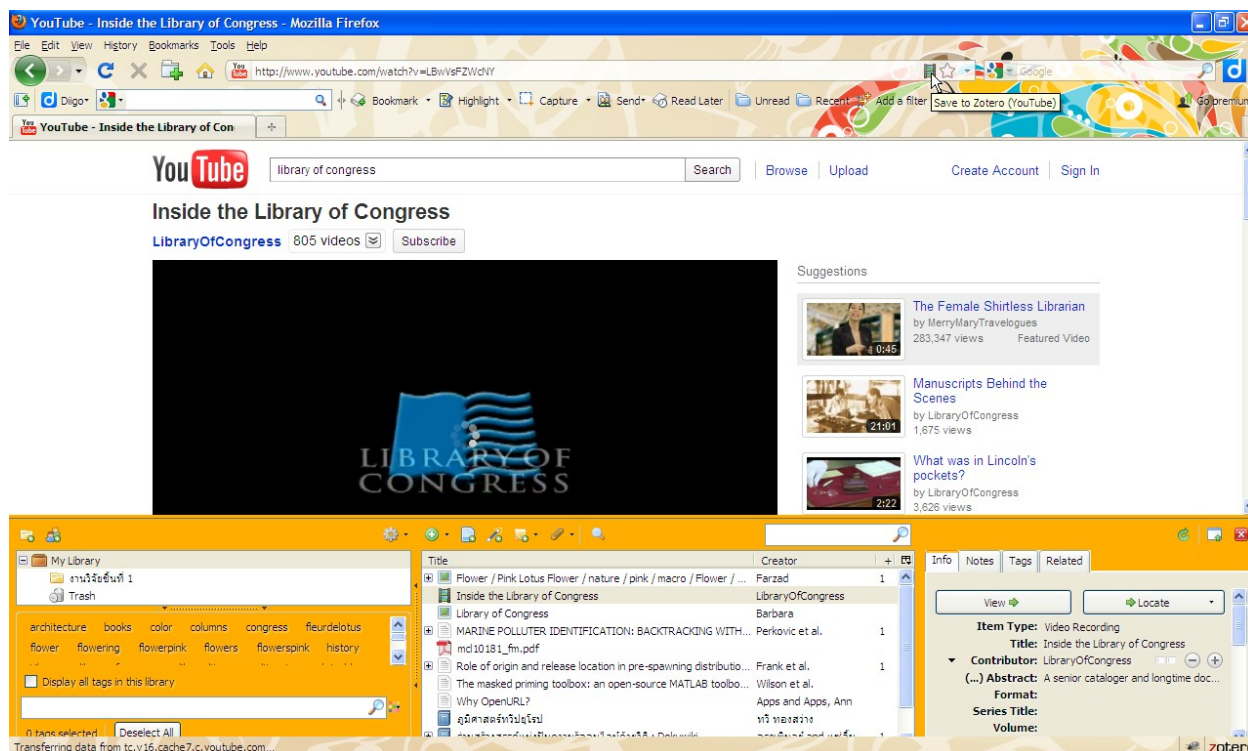 YouTube - Inside the Library of Congress - Mozilla Firefox
File Edit View History Bookmarks Tools Help
http://www.youtube.com/watch?v=LBwVsFZWcNY
Google
Diigo
Bookmark Highlight Capture Send Read Later Unread Recent Add a filter
Save to Zotero (YouTube)
Go premium
YouTube - Inside the Library of Con
YouTube
library of congress
Search
Browse Upload
Create Account Sign In
Inside the Library of Congress
LibraryOfCongress 805 videos Subscribe
LIBRARY OF
CONGRESS
Suggestions
The Female Shirtless Librarian
by MerryMaryTravelogues
283,347 views Featured Video
0:45
Manuscripts Behind the
Scenes
by LibraryOfCongress
1,675 views
21:01
What was in Lincoln's
pockets?
by LibraryOfCongress
3,626 views
2:22
My Library
งานวิจัยชิ้นที่ 1
Trash
architecture books color columns congress fleurdelotus
flower flowering flowerpink flowers flowerspink history
Display all tags in this library
0 tags selected Deselect All
Title Creator +
Flower / Pink Lotus Flower / nature / pink / macro / Flower / ... Farzad 1
Inside the Library of Congress LibraryOfCongress
Library of Congress Barbara
MARINE POLLUTER IDENTIFICATION: BACKTRACKING WITH... Perkovic et al. 1
mcl10181_fm.pdf
Role of origin and release location in pre-spawning distributio... Frank et al. 1
The masked priming toolbox: an open-source MATLAB toolbo... Wilson et al.
Why OpenURL? Apps and Apps, Ann
ภูมิศาสตร์ทวีปยุโรป ทวี ทองสว่าง
Info Notes Tags Related
View Locate
Item Type: Video Recording
Title: Inside the Library of Congress
Contributor: LibraryOfCongress
(...) Abstract: A senior cataloger and longtime doc...
Format:
Series Title:
Volume:
Transferring data from tc.v16.cache7.c.youtube.com...
zotero